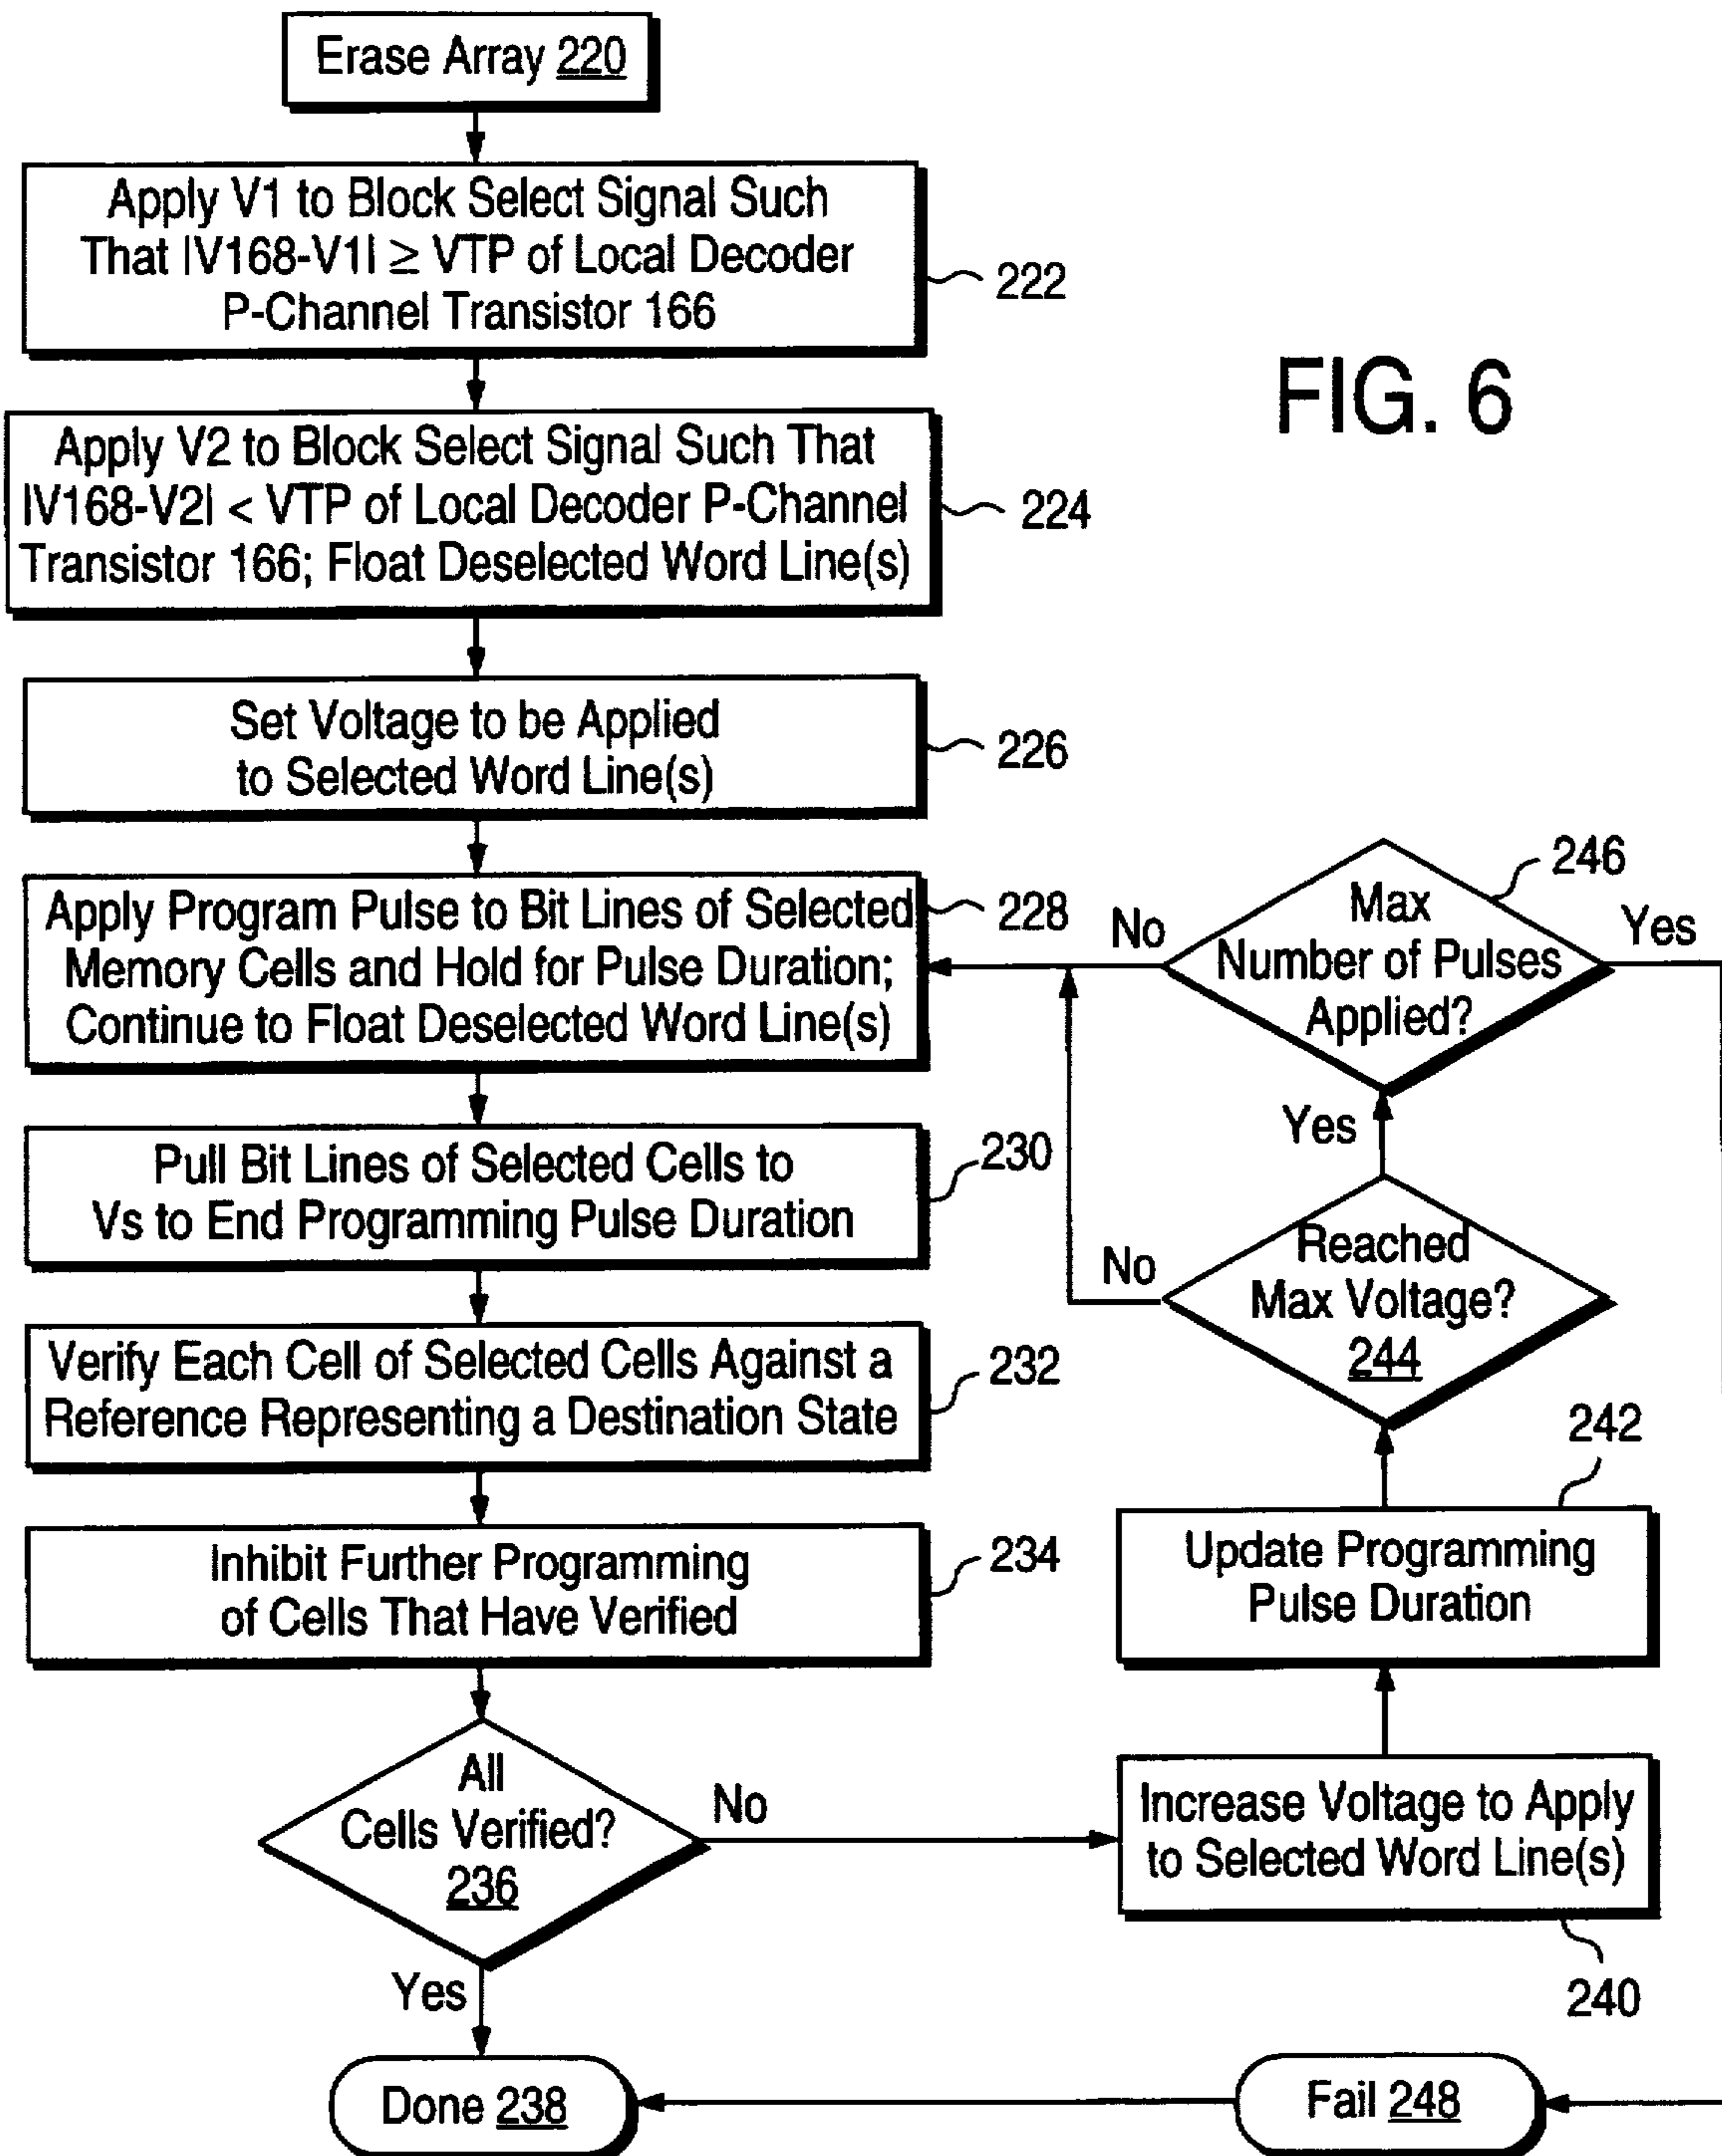 Erase Array 220
Apply V1 to Block Select Signal Such
That |V168-V1| ≥ VTP of Local Decoder
P-Channel Transistor 166
222
FIG. 6
Apply V2 to Block Select Signal Such That
|V168-V2| < VTP of Local Decoder P-Channel
Transistor 166; Float Deselected Word Line(s)
224
Set Voltage to be Applied
to Selected Word Line(s)
226
Apply Program Pulse to Bit Lines of Selected
Memory Cells and Hold for Pulse Duration;
Continue to Float Deselected Word Line(s)
228
Pull Bit Lines of Selected Cells to
Vs to End Programming Pulse Duration
230
Verify Each Cell of Selected Cells Against a
Reference Representing a Destination State
232
Inhibit Further Programming
of Cells That Have Verified
234
All
Cells Verified?
236
No
Yes
Done 238
Increase Voltage to Apply
to Selected Word Line(s)
240
Update Programming
Pulse Duration
242
Reached
Max Voltage?
244
No
Yes
Max
Number of Pulses
Applied?
246
No
Yes
Fail 248